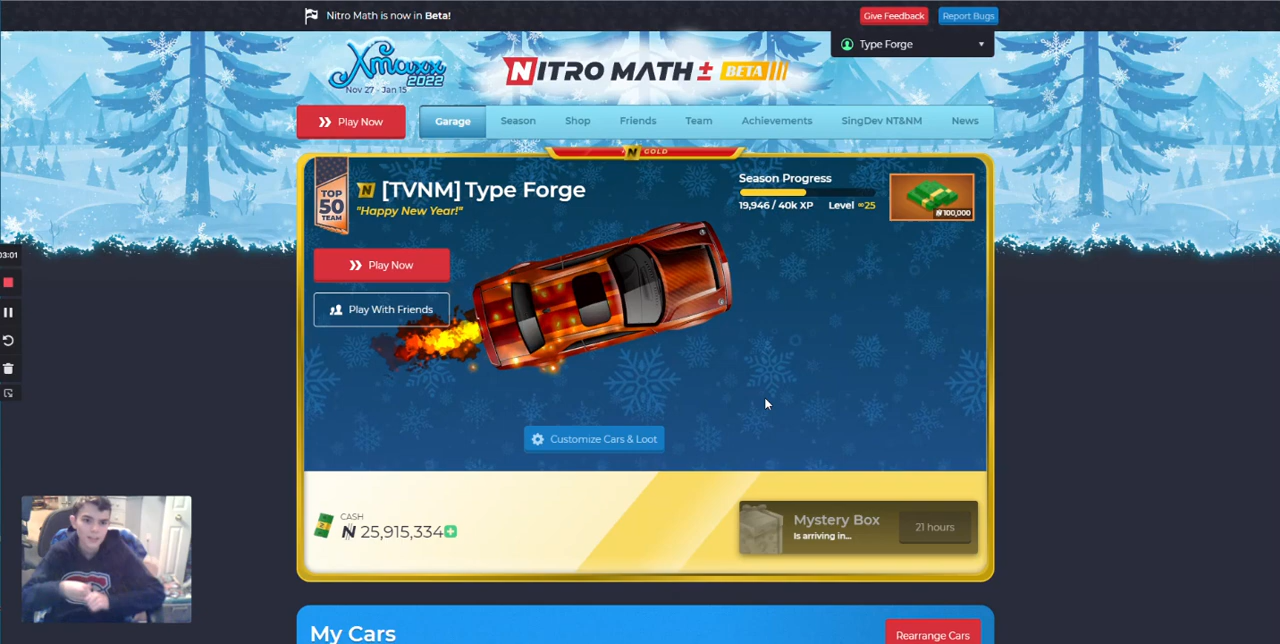 Nitro Math is now in Beta!
Give Feedback
Report Bugs
Type Forge
Xmaxx
2022
Nov 27 - Jan 15
NITRO MATH ± BETA
Play Now
Garage
Season
Shop
Friends
Team
Achievements
SingDev NT&NM
News
N GOLD
TOP
50
TEAM
N [TVNM] Type Forge
"Happy New Year!"
Season Progress
19,946 / 40k XP Level ∞25
N 100,000
Play Now
Play With Friends
03:01
Customize Cars & Loot
CASH
N 25,915,334
Mystery Box
Is arriving in...
21 hours
My Cars
Rearrange Cars